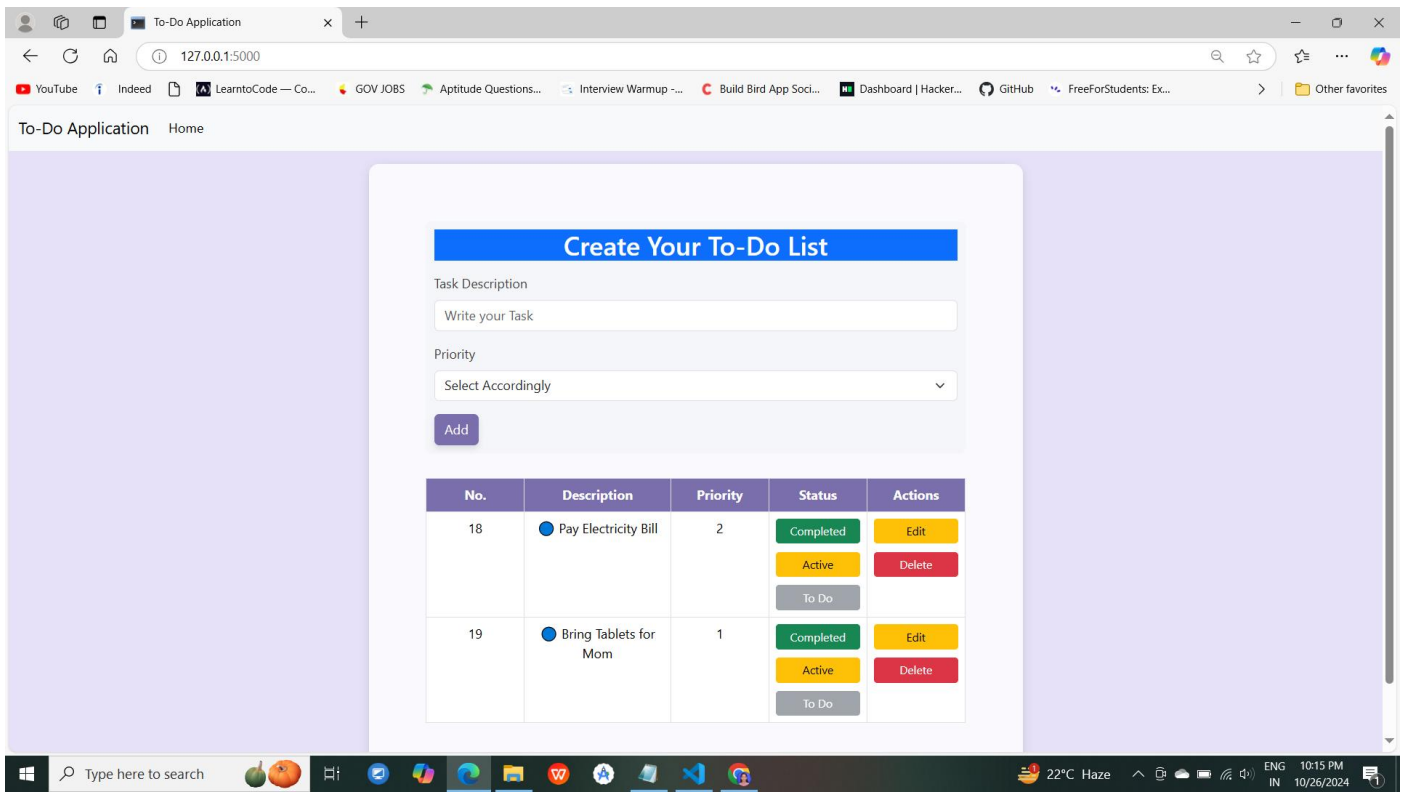 To-Do Application
127.0.0.1:5000
YouTube Indeed LearntoCode — Co... GOV JOBS Aptitude Questions... Interview Warmup -... Build Bird App Soci... Dashboard | Hacker... GitHub FreeForStudents: Ex... Other favorites
To-Do Application Home
Create Your To-Do List
Task Description
Write your Task
Priority
Select Accordingly
Add
No. Description Priority Status Actions
18 Pay Electricity Bill 2 Completed Edit
Active Delete
To Do
19 Bring Tablets for Mom 1 Completed Edit
Active Delete
To Do
Type here to search
22°C Haze
ENG
IN
10:15 PM
10/26/2024
1